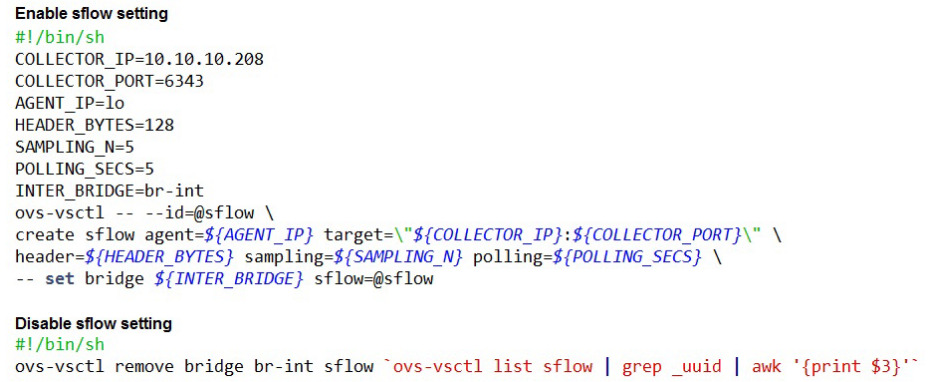 Enable sflow setting
#!/bin/sh
COLLECTOR_IP=10.10.10.208
COLLECTOR_PORT=6343
AGENT_IP=lo
HEADER_BYTES=128
SAMPLING_N=5
POLLING_SECS=5
INTER_BRIDGE=br-int
ovs-vsctl -- --id=@sflow \
create sflow agent=${AGENT_IP} target=\"${COLLECTOR_IP}:${COLLECTOR_PORT}\" \
header=${HEADER_BYTES} sampling=${SAMPLING_N} polling=${POLLING_SECS} \
-- set bridge ${INTER_BRIDGE} sflow=@sflow
Disable sflow setting
#!/bin/sh
ovs-vsctl remove bridge br-int sflow `ovs-vsctl list sflow | grep _uuid | awk '{print $3}'`